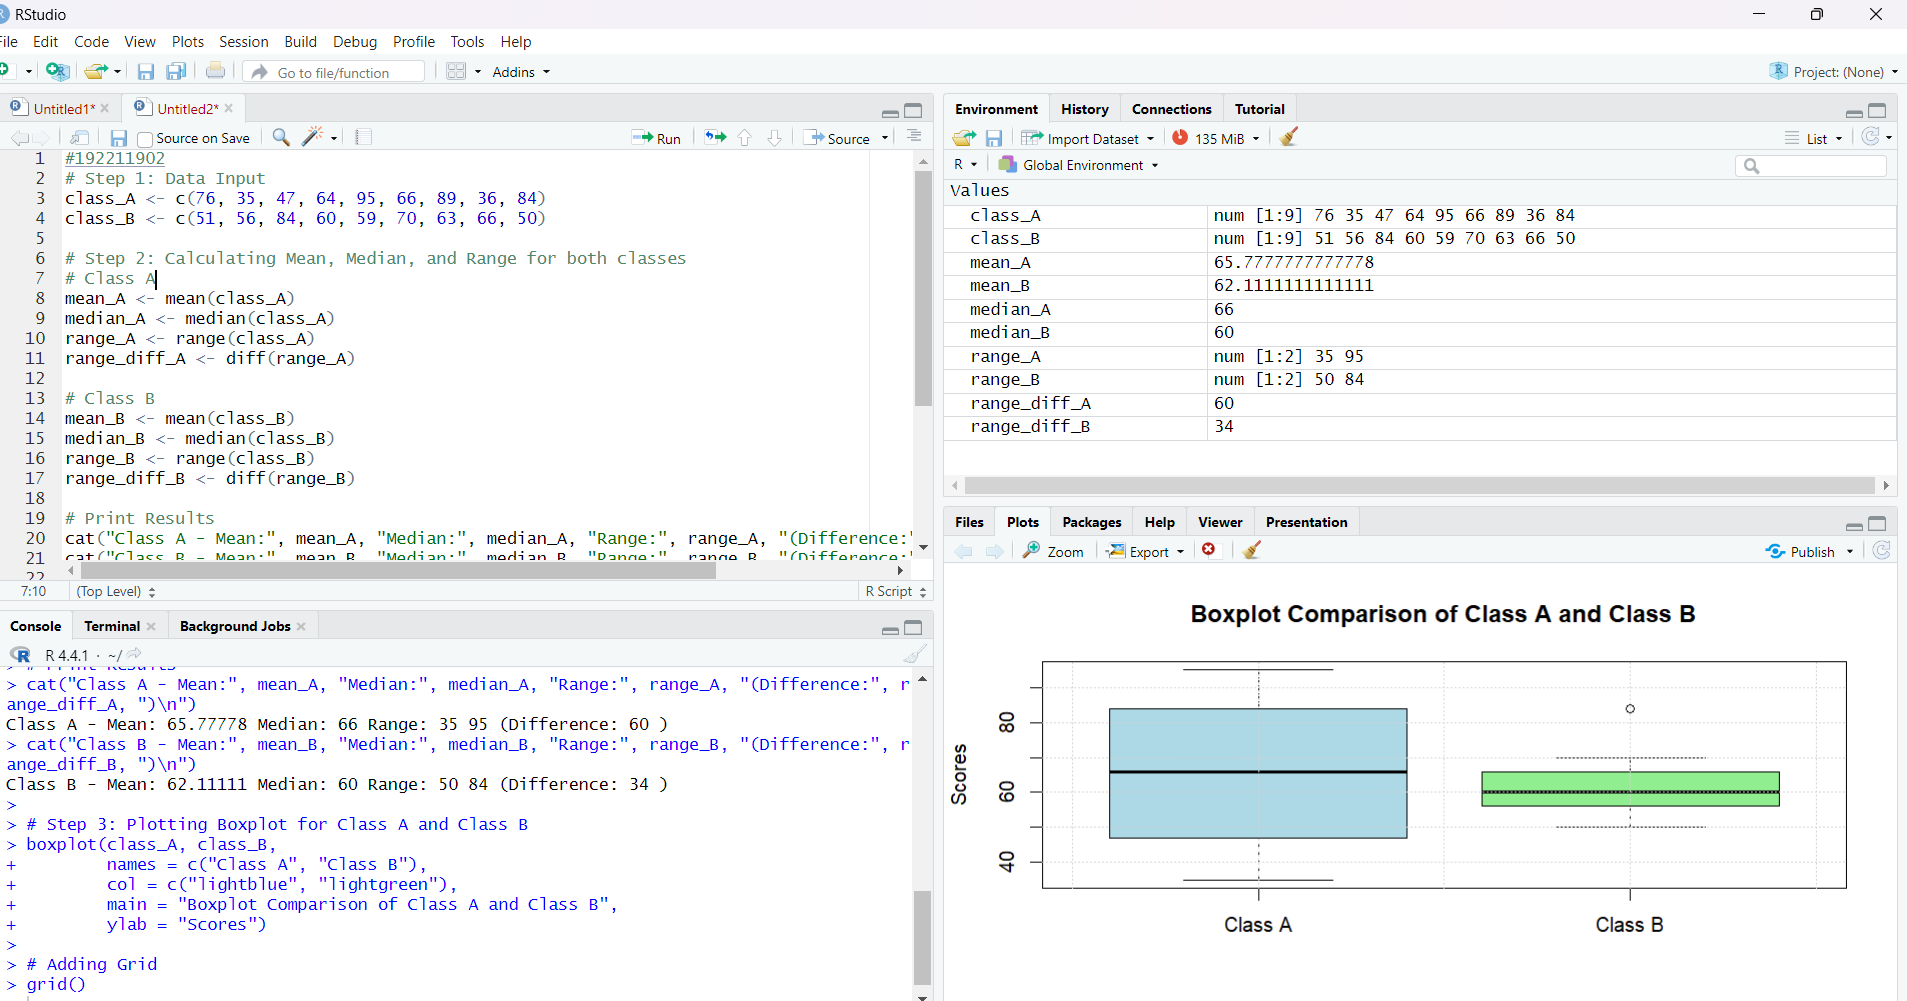 RStudio
File Edit Code View Plots Session Build Debug Profile Tools Help
Go to file/function Addins Project: (None)
Untitled1* Untitled2*
Source on Save Run Source
1 #192211902
2 # Step 1: Data Input
3 class_A <- c(76, 35, 47, 64, 95, 66, 89, 36, 84)
4 class_B <- c(51, 56, 84, 60, 59, 70, 63, 66, 50)
5
6 # Step 2: Calculating Mean, Median, and Range for both classes
7 # Class A
8 mean_A <- mean(class_A)
9 median_A <- median(class_A)
10 range_A <- range(class_A)
11 range_diff_A <- diff(range_A)
12
13 # Class B
14 mean_B <- mean(class_B)
15 median_B <- median(class_B)
16 range_B <- range(class_B)
17 range_diff_B <- diff(range_B)
18
19 # Print Results
20 cat("Class A - Mean:", mean_A, "Median:", median_A, "Range:", range_A, "(Difference:"
21 cat("Class B - Mean:", mean_B, "Median:", median_B, "Range:", range_B, "(Difference:"
22
7:10 (Top Level) R Script
Console Terminal Background Jobs
R 4.4.1 · ~/
> # Print Results
> cat("Class A - Mean:", mean_A, "Median:", median_A, "Range:", range_A, "(Difference:", r
ange_diff_A, ")\n")
Class A - Mean: 65.77778 Median: 66 Range: 35 95 (Difference: 60 )
> cat("Class B - Mean:", mean_B, "Median:", median_B, "Range:", range_B, "(Difference:", r
ange_diff_B, ")\n")
Class B - Mean: 62.11111 Median: 60 Range: 50 84 (Difference: 34 )
>
> # Step 3: Plotting Boxplot for Class A and Class B
> boxplot(class_A, class_B,
+ names = c("Class A", "Class B"),
+ col = c("lightblue", "lightgreen"),
+ main = "Boxplot Comparison of Class A and Class B",
+ ylab = "Scores")
>
> # Adding Grid
> grid()
Environment History Connections Tutorial
Import Dataset 135 MiB List
R Global Environment
Values
class_A num [1:9] 76 35 47 64 95 66 89 36 84
class_B num [1:9] 51 56 84 60 59 70 63 66 50
mean_A 65.7777777777778
mean_B 62.1111111111111
median_A 66
median_B 60
range_A num [1:2] 35 95
range_B num [1:2] 50 84
range_diff_A 60
range_diff_B 34
Files Plots Packages Help Viewer Presentation
Zoom Export Publish
Boxplot Comparison of Class A and Class B
Scores
80
60
40
Class A Class B